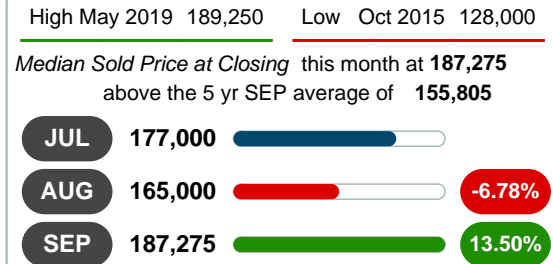 High May 2019 189,250 Low Oct 2015 128,000
Median Sold Price at Closing this month at 187,275
above the 5 yr SEP average of 155,805
JUL 177,000
AUG 165,000 -6.78%
SEP 187,275 13.50%